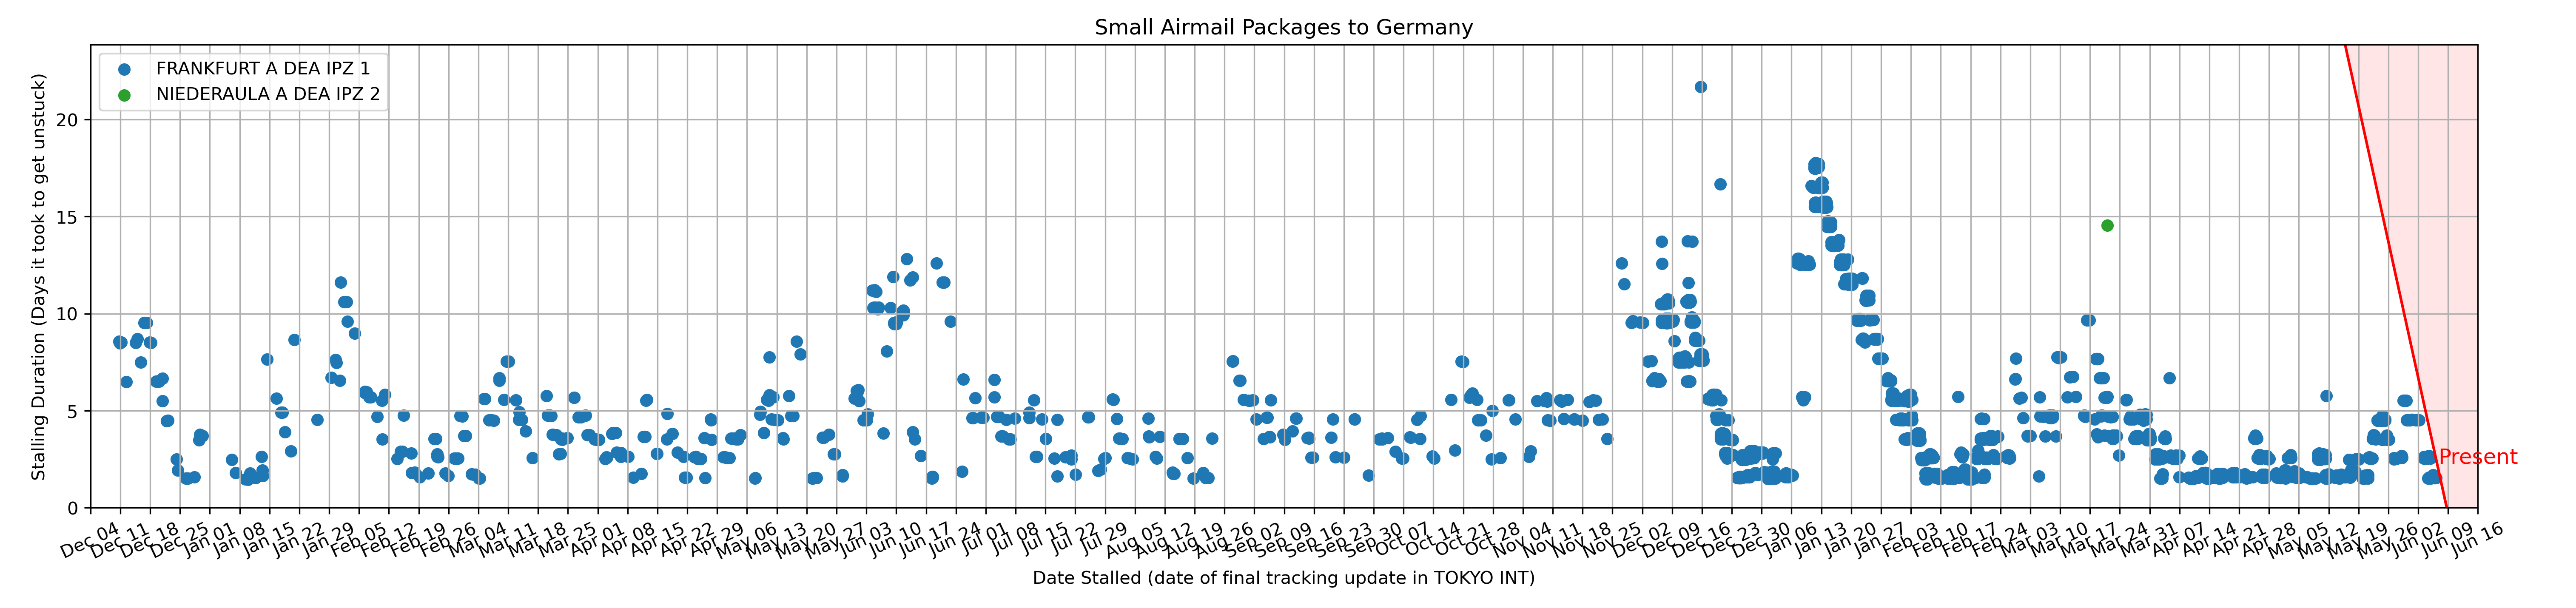 Small Airmail Packages to Germany
FRANKFURT A DEA IPZ 1
NIEDERAULA A DEA IPZ 2
Stalling Duration (Days it took to get unstuck)
20
15
10
5
0
Present
Dec 04
Dec 11
Dec 18
Dec 25
Jan 01
Jan 08
Jan 15
Jan 22
Jan 29
Feb 05
Feb 12
Feb 19
Feb 26
Mar 04
Mar 11
Mar 18
Mar 25
Apr 01
Apr 08
Apr 15
Apr 22
Apr 29
May 06
May 13
May 20
May 27
Jun 03
Jun 10
Jun 17
Jun 24
Jul 01
Jul 08
Jul 15
Jul 22
Jul 29
Aug 05
Aug 12
Aug 19
Aug 26
Sep 02
Sep 09
Sep 16
Sep 23
Sep 30
Oct 07
Oct 14
Oct 21
Oct 28
Nov 04
Nov 11
Nov 18
Nov 25
Dec 02
Dec 09
Dec 16
Dec 23
Dec 30
Jan 06
Jan 13
Jan 20
Jan 27
Feb 03
Feb 10
Feb 17
Feb 24
Mar 03
Mar 10
Mar 17
Mar 24
Mar 31
Apr 07
Apr 14
Apr 21
Apr 28
May 05
May 12
May 19
May 26
Jun 02
Jun 09
Jun 16
Date Stalled (date of final tracking update in TOKYO INT)